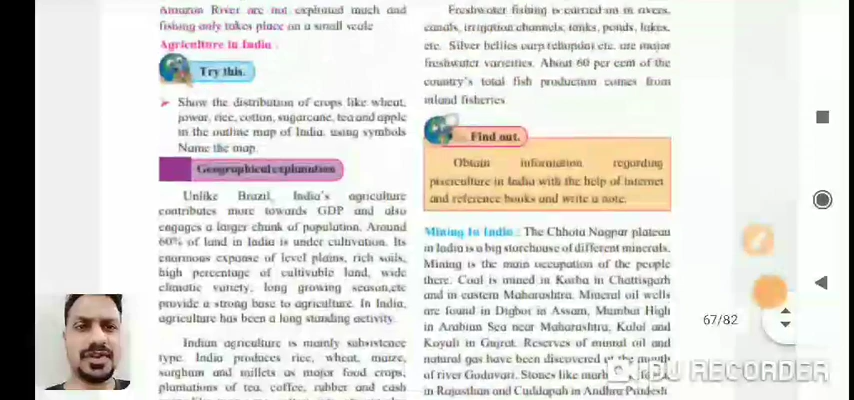 Amazon River are not exploited much and
fishing only takes place on a small scale
Agriculture in India :
Try this.
➤ Show the distribution of crops like wheat,
jowar, rice, cotton, sugarcane, tea and apple
in the outline map of India, using symbols
Name the map.
Geographical explanation
Unlike Brazil, India's agriculture
contributes more towards GDP and also
engages a larger chunk of population. Around
60% of land in India is under cultivation. Its
enormous expanse of level plains, rich soils,
high percentage of cultivable land, wide
climatic variety, long growing season,etc
provide a strong base to agriculture. In India,
agriculture has been a long standing activity.
Indian agriculture is mainly subsistence
type. India produces rice, wheat, maize,
sorghum and millets as major food crops,
plantations of tea, coffee, rubber and cash
Freshwater fishing is carried on in rivers,
canals, irrigation channels, tanks, ponds, lakes,
etc. Silver bellies carp etc. are major
freshwater varieties. About 60 per cent of the
country's total fish production comes from
inland fisheries
Find out.
Obtain information regarding
pisciculture in India with the help of internet
and reference books and write a note.
Mining In India : The Chhota Nagpur plateau
in India is a big storehouse of different minerals.
Mining is the main occupation of the people
there. Coal is mined in Korba in Chattisgarh
and in eastern Maharashtra. Mineral oil wells
are found in Digboi in Assam, Mumbai High
in Arabian Sea near Maharashtra, Kalol and
Koyali in Gujrat. Reserves of mineral oil and
natural gas have been discovered at the mouth
of river Godavari. Stones like marble
in Rajasthan and Cuddapah in Andhra Pradesh
67/82
DU RECORDER